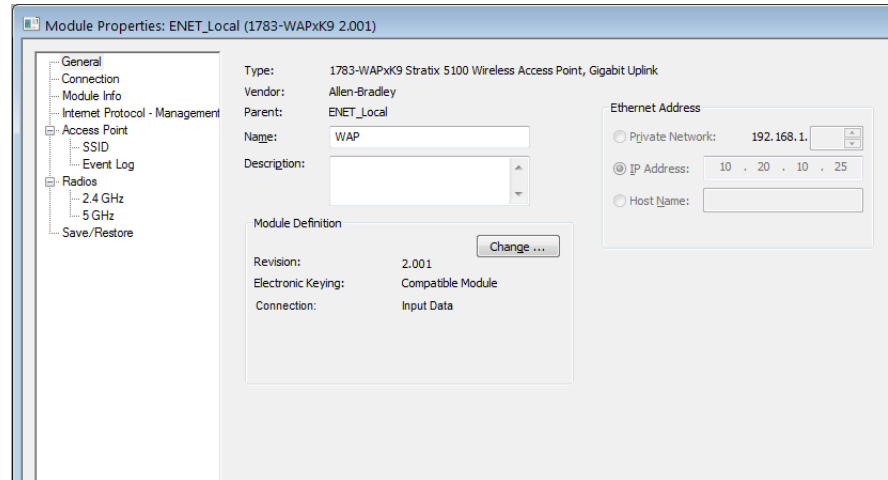 Module Properties: ENET_Local (1783-WAPxK9 2.001)
General
Connection
Module Info
Internet Protocol - Management
Access Point
SSID
Event Log
Radios
2.4 GHz
5 GHz
Save/Restore
Type: 1783-WAPxK9 Stratix 5100 Wireless Access Point, Gigabit Uplink
Vendor: Allen-Bradley
Parent: ENET_Local
Name: WAP
Description:
Module Definition
Change ...
Revision: 2.001
Electronic Keying: Compatible Module
Connection: Input Data
Ethernet Address
Private Network: 192.168.1.
IP Address: 10 . 20 . 10 . 25
Host Name: